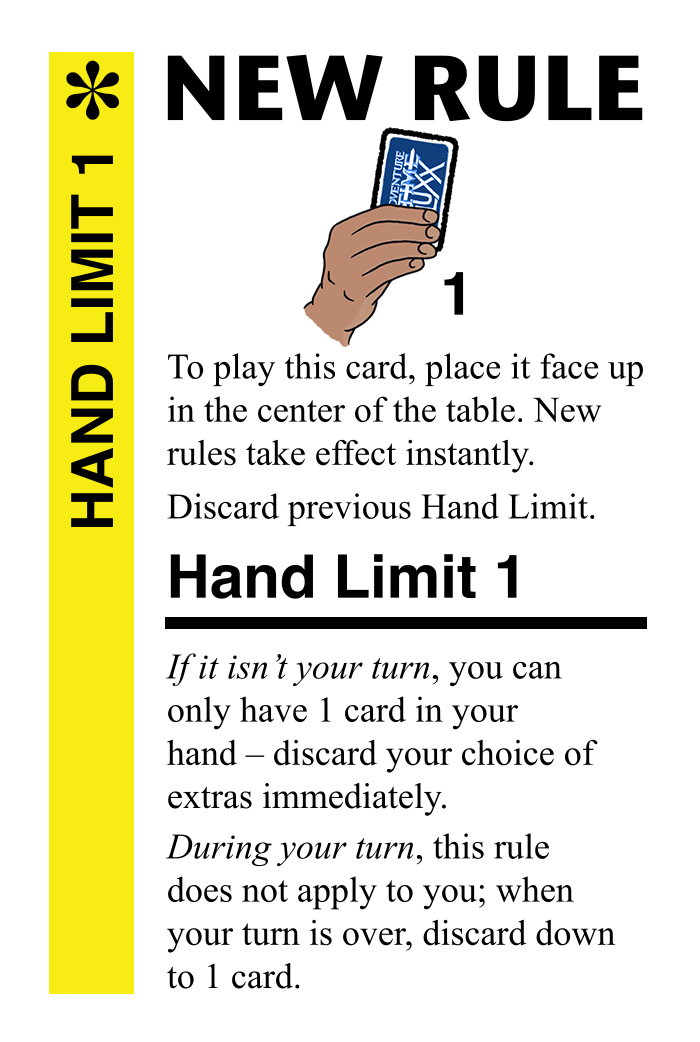 HAND LIMIT 1 *
NEW RULE
ADVENTURE
TIME
FLUXX
1
To play this card, place it face up
in the center of the table. New
rules take effect instantly.
Discard previous Hand Limit.
Hand Limit 1
If it isn’t your turn, you can
only have 1 card in your
hand – discard your choice of
extras immediately.
During your turn, this rule
does not apply to you; when
your turn is over, discard down
to 1 card.